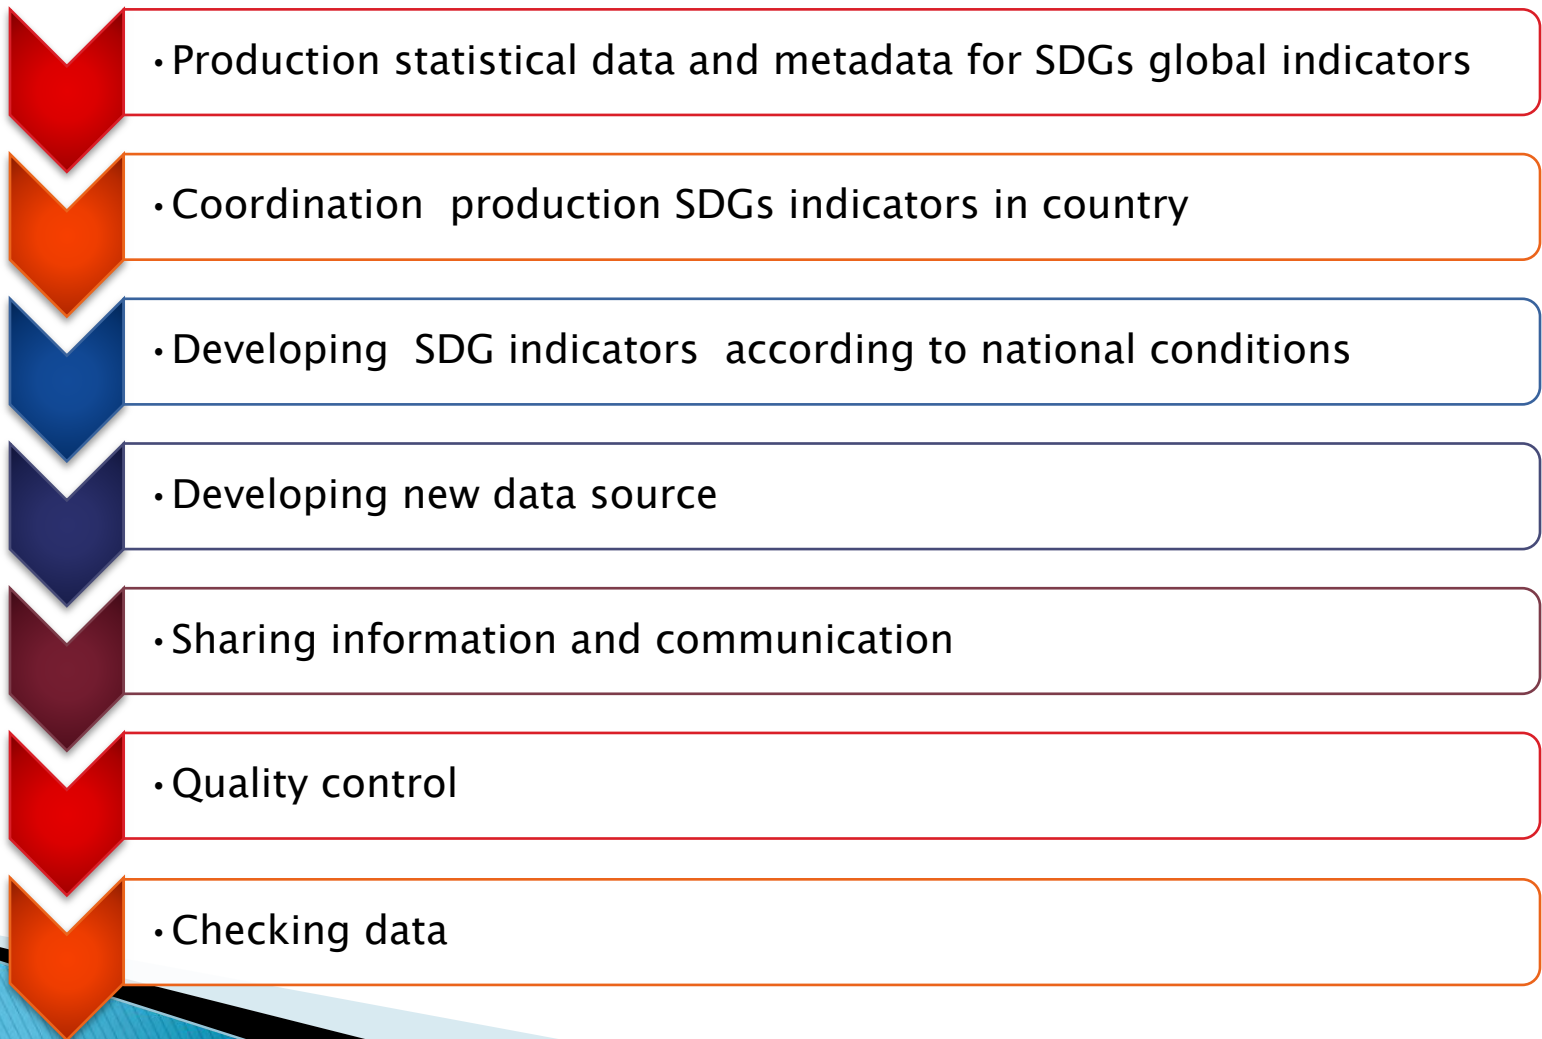 • Production statistical data and metadata for SDGs global indicators
• Coordination production SDGs indicators in country
• Developing SDG indicators according to national conditions
• Developing new data source
• Sharing information and communication
• Quality control
• Checking data